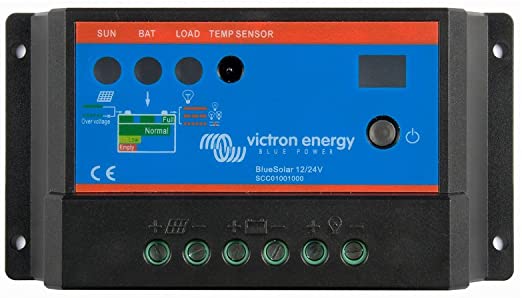 SUN BAT LOAD TEMP SENSOR
Over voltage
Full
Normal
Low
Empty
victron energy
BLUE POWER
BlueSolar 12/24V
SCC01001000
CE
+ - + - + -